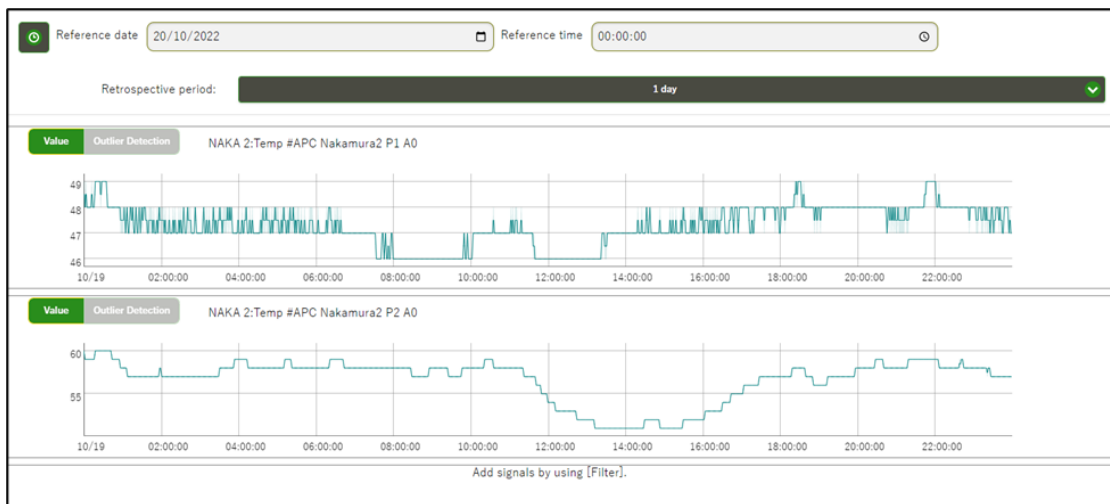 Reference date 20/10/2022 Reference time 00:00:00
Retrospective period: 1 day
Value Outlier Detection NAKA 2:Temp #APC Nakamura2 P1 A0
49
48
47
46
10/19 02:00:00 04:00:00 06:00:00 08:00:00 10:00:00 12:00:00 14:00:00 16:00:00 18:00:00 20:00:00 22:00:00
Value Outlier Detection NAKA 2:Temp #APC Nakamura2 P2 A0
60
55
10/19 02:00:00 04:00:00 06:00:00 08:00:00 10:00:00 12:00:00 14:00:00 16:00:00 18:00:00 20:00:00 22:00:00
Add signals by using [Filter].